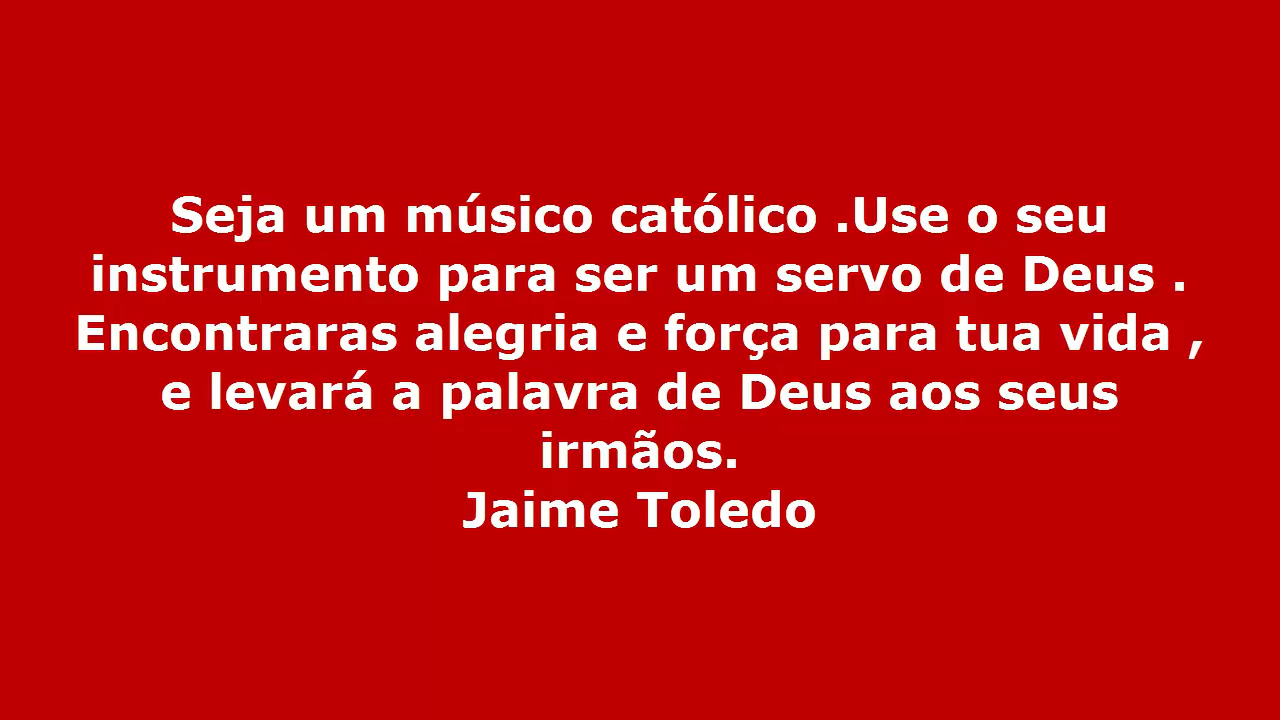 Seja um músico católico .Use o seu
instrumento para ser um servo de Deus .
Encontraras alegria e força para tua vida ,
e levará a palavra de Deus aos seus
irmãos.
Jaime Toledo